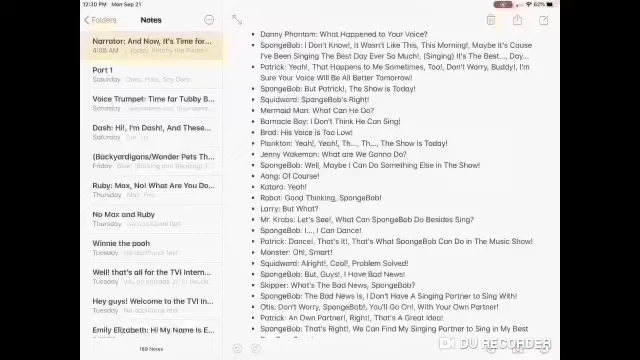 12:30 PM Mon Sep 21
62%
Folders
Notes
Narrator: And Now, It's Time for...
4:08 AM
Part 1
Saturday
Voice Trumpet: Time for Tubby B...
Saturday
Dash: Hi!, I'm Dash!, And These...
Saturday
(Backyardigans/Wonder Pets Th...
Friday
Ruby: Max, No! What Are You Do...
Thursday
No Max and Ruby
Thursday
Winnie the pooh
Tuesday No additional text
Well! that's all for the TVI Intern...
Tuesday
Hey guys! Welcome to the TVI In...
Tuesday No additional text
Emily Elizabeth: Hi My Name Is E...
189 Notes
• Danny Phantom: What Happened to Your Voice?
• SpongeBob: I Don't Know!, It Wasn't Like This, This Morning!, Maybe It's Cause
I've Been Singing The Best Day Ever So Much!, (Singing) It's The Best..., Day...
• Patrick: Yeah!, That Happens to Me Sometimes, Too!, Don't Worry, Buddy!, I'm
Sure Your Voice Will Be All Better Tomorrow!
• SpongeBob: But Patrick!, The Show is Today!
• Squidward: SpongeBob's Right!
• Mermaid Man: What Can He Do?
• Barnacle Boy: I Don't Think He Can Sing!
• Brad: His Voice is Too Low!
• Plankton: Yeah!, Yeah!, Th..., Th..., The Show is Today!
• Jenny Wakeman: What are We Gonna Do?
• SpongeBob: Well, Maybe I Can Do Something Else in The Show!
• Aang: Of Course!
• Katara: Yeah!
• Robot: Good Thinking, SpongeBob!
• Larry: But What?
• Mr. Krabs: Let's See!, What Can SpongeBob Do Besides Sing?
• SpongeBob: I..., I Can Dance!
• Patrick: Dance!, That's It!, That's What SpongeBob Can Do in The Music Show!
• Monster: Oh!, Smart!
• Squidward: Alright!, Cool!, Problem Solved!
• SpongeBob: But, Guys!, I Have Bad News!
• Skipper: What's The Bad News, SpongeBob?
• SpongeBob: The Bad News is, I Don't Have A Singing Partner to Sing With!
• Otis: Don't Worry, SpongeBob!, You'll Go On!, With Your Own Partner!
• Patrick: An Own Partner!, Right!, That's A Great Idea!
• SpongeBob: That's Right!, We Can Find My Singing Partner to Sing in My Best
DU RECORDER